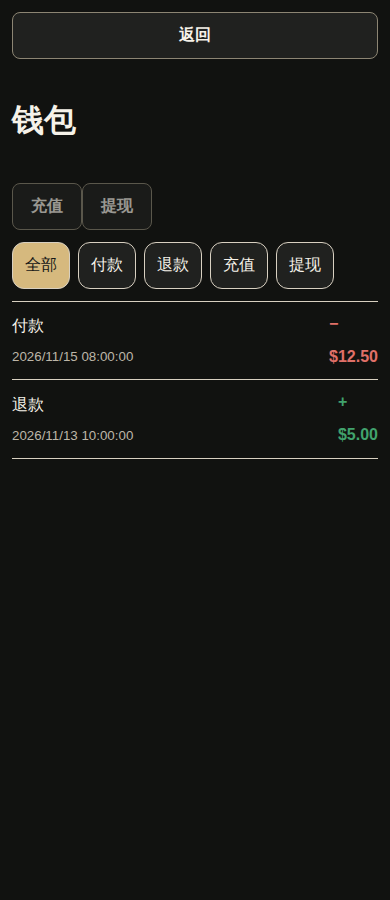 返回
钱包
充值 提现
全部 付款 退款 充值 提现
付款 −
2026/11/15 08:00:00 $12.50
退款 +
2026/11/13 10:00:00 $5.00